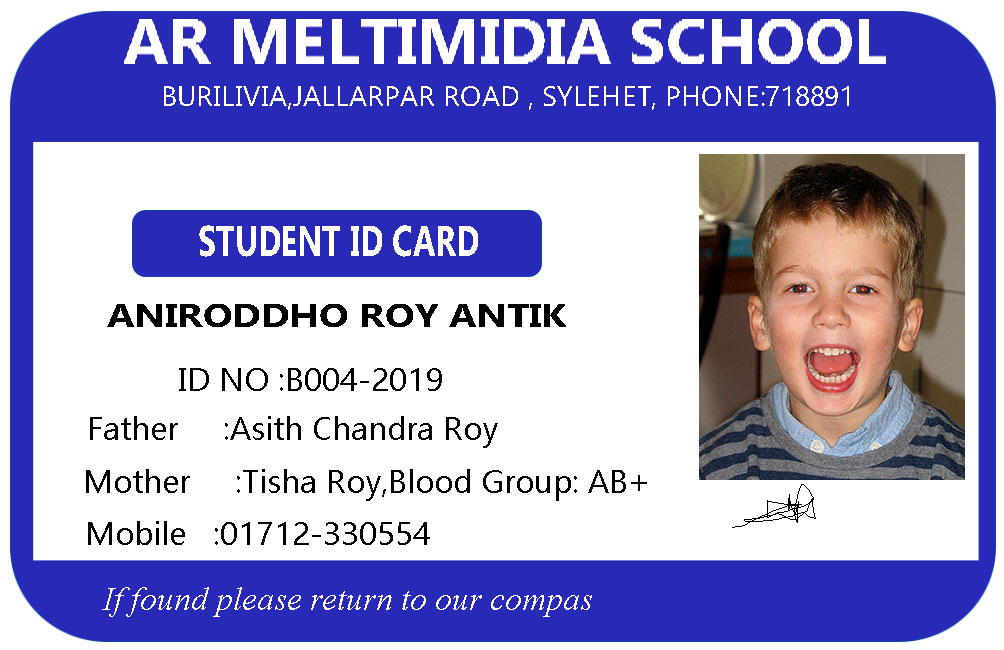 AR MELTIMIDIA SCHOOL
BURILIVIA,JALLARPAR ROAD , SYLEHET, PHONE:718891
STUDENT ID CARD
ANIRODDHO ROY ANTIK
ID NO :B004-2019
Father :Asith Chandra Roy
Mother :Tisha Roy,Blood Group: AB+
Mobile :01712-330554
If found please return to our compas